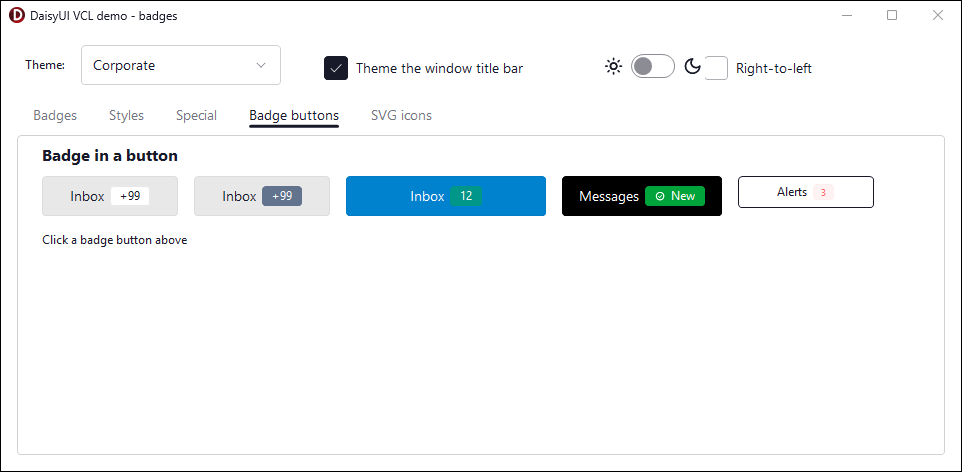 DaisyUI VCL demo - badges
Theme: Corporate Theme the window title bar Right-to-left
Badges Styles Special Badge buttons SVG icons
Badge in a button
Inbox +99 Inbox +99 Inbox 12 Messages New Alerts 3
Click a badge button above